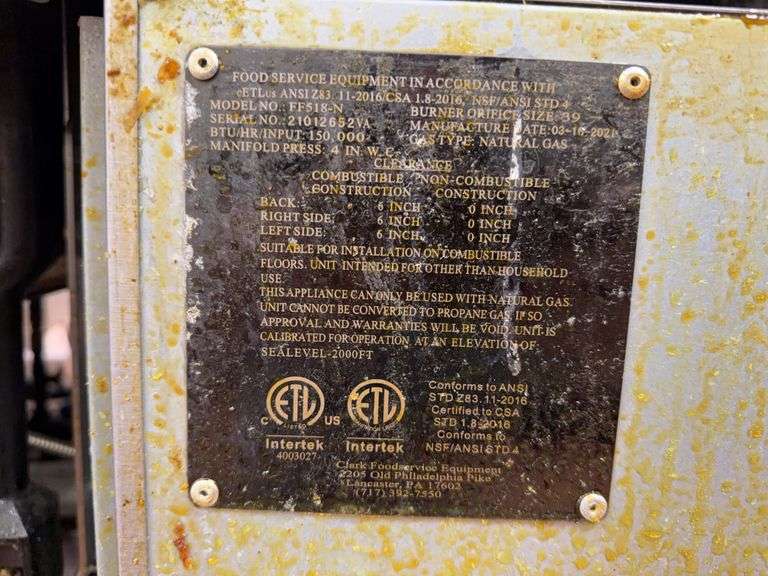 FOOD SERVICE EQUIPMENT IN ACCORDANCE WITH
cETLus ANSI Z83. 11-2016/CSA 1.8-2016, NSF/ANSI STD 4
MODEL NO.: FF518-N BURNER ORIFICE SIZE: 39
SERIAL NO.: 21012652VA MANUFACTURE DATE: 03-16-2021
BTU/HR/INPUT: 150,000 GAS TYPE: NATURAL GAS
MANIFOLD PRESS: 4 IN. W.C.
CLEARANCE
COMBUSTIBLE NON-COMBUSTIBLE
CONSTRUCTION CONSTRUCTION
BACK: 6 INCH 0 INCH
RIGHT SIDE: 6 INCH 0 INCH
LEFT SIDE: 6 INCH 0 INCH
SUITABLE FOR INSTALLATION ON COMBUSTIBLE
FLOORS. UNIT INTENDED FOR OTHER THAN HOUSEHOLD
USE.
THIS APPLIANCE CAN ONLY BE USED WITH NATURAL GAS.
UNIT CANNOT BE CONVERTED TO PROPANE GAS. IF SO
APPROVAL AND WARRANTIES WILL BE VOID. UNIT IS
CALIBRATED FOR OPERATION AT AN ELEVATION OF
SEALEVEL-2000FT
C ETL LISTED US
Intertek
4003027
ETL
Intertek
Conforms to ANSI
STD Z83.11-2016
Certified to CSA
STD 1.8-2016
Conforms to
NSF/ANSI STD 4
Clark Foodservice Equipment
2205 Old Philadelphia Pike
Lancaster, PA 17602
(717) 392-7550